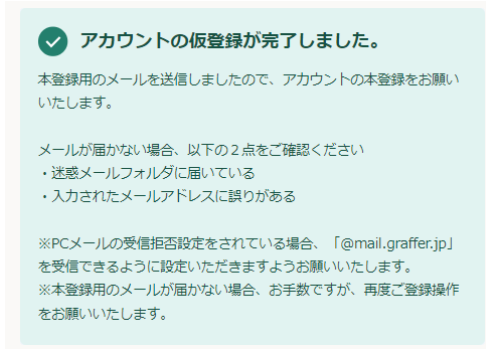 アカウントの仮登録が完了しました。
本登録用のメールを送信しましたので、アカウントの本登録をお願い
いたします。
メールが届かない場合、以下の２点をご確認ください
・迷惑メールフォルダに届いている
・入力されたメールアドレスに誤りがある
※PCメールの受信拒否設定をされている場合、「@mail.graffer.jp」
を受信できるように設定いただきますようお願いいたします。
※本登録用のメールが届かない場合、お手数ですが、再度ご登録操作
をお願いいたします。